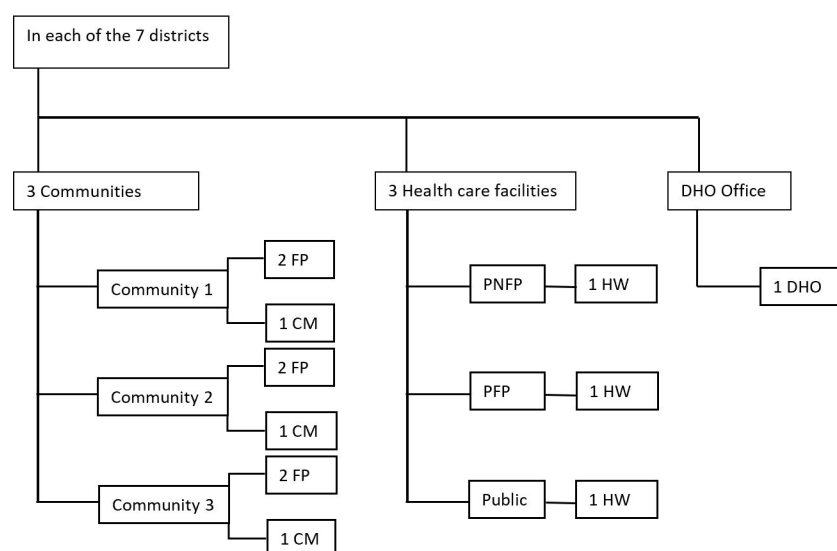 In each of the 7 districts
3 Communities
3 Health care facilities
DHO Office
2 FP
Community 1
1 CM
2 FP
Community 2
1 CM
2 FP
Community 3
1 CM
PNFP
1 HW
PFP
1 HW
Public
1 HW
1 DHO